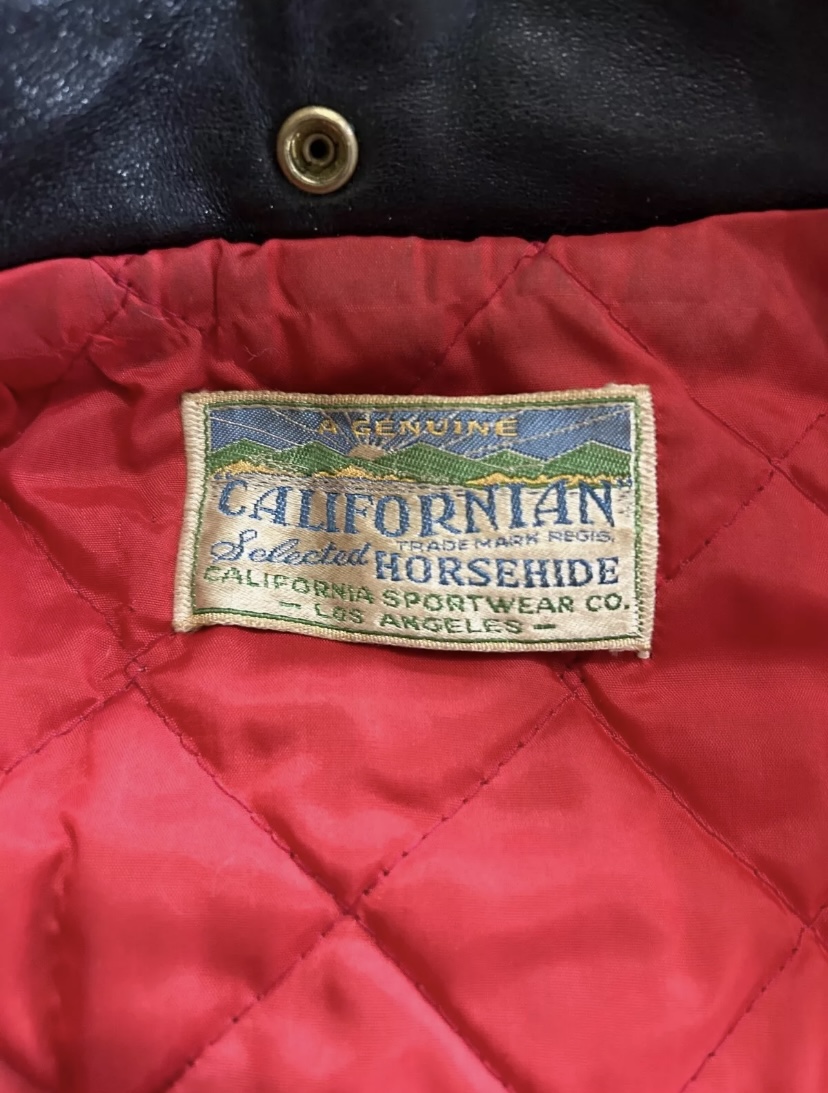 A GENUINE
CALIFORNIAN
TRADE MARK REGIS.
Selected HORSEHIDE
CALIFORNIA SPORTWEAR CO.
— LOS ANGELES —